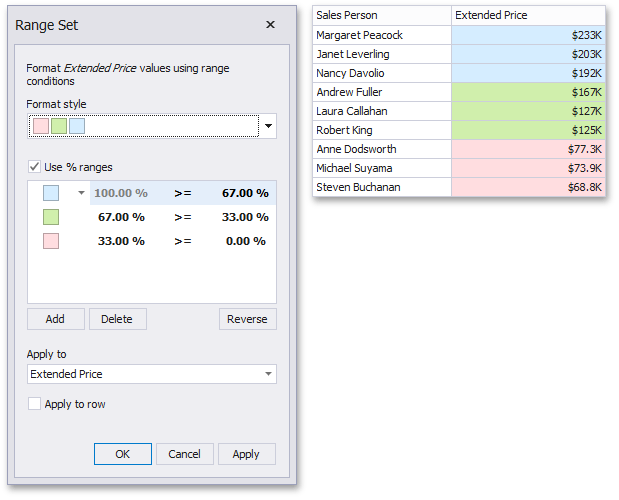 Range Set
Format Extended Price values using range
conditions
Format style
Use % ranges
100.00 % >= 67.00 %
67.00 % >= 33.00 %
33.00 % >= 0.00 %
Add Delete Reverse
Apply to
Extended Price
Apply to row
OK Cancel Apply
Sales Person Extended Price
Margaret Peacock $233K
Janet Leverling $203K
Nancy Davolio $192K
Andrew Fuller $167K
Laura Callahan $127K
Robert King $125K
Anne Dodsworth $77.3K
Michael Suyama $73.9K
Steven Buchanan $68.8K